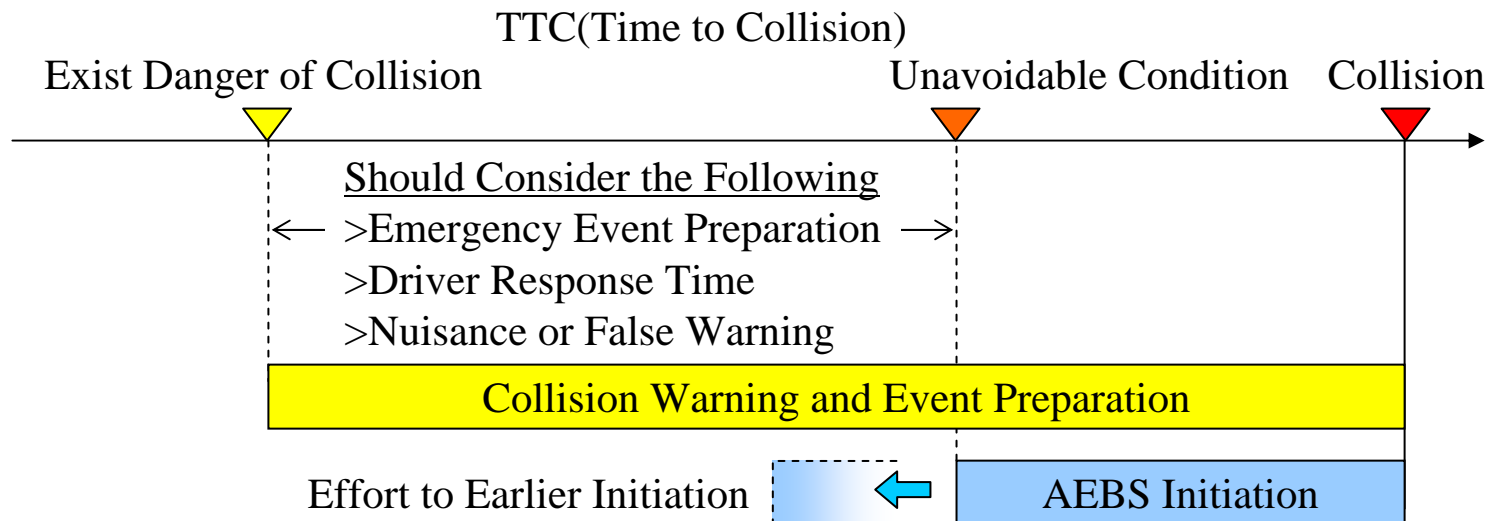 TTC(Time to Collision)
Exist Danger of Collision
Unavoidable Condition
Collision
Should Consider the Following
>Emergency Event Preparation
>Driver Response Time
>Nuisance or False Warning
Collision Warning and Event Preparation
Effort to Earlier Initiation
AEBS Initiation